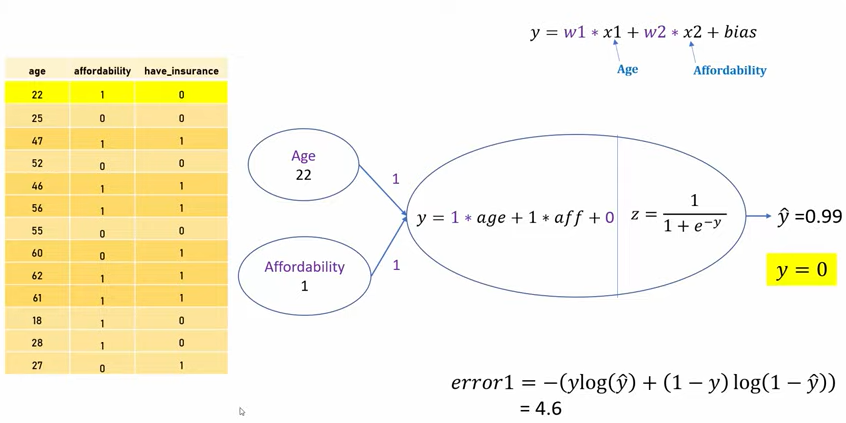 y = w1 * x1 + w2 * x2 + bias
Age Affordability
age affordability have_insurance
22 1 0
25 0 0
47 1 1
52 0 0
46 1 1
56 1 1
55 0 0
60 0 1
62 1 1
61 1 1
18 1 0
28 1 0
27 0 1
Age
22
1
Affordability
1
1
y = 1 * age + 1 * aff + 0
z = 1 / 1 + e^{-y}
ŷ =0.99
y = 0
error1 = −(ylog(ŷ) + (1 − y) log(1 − ŷ))
= 4.6